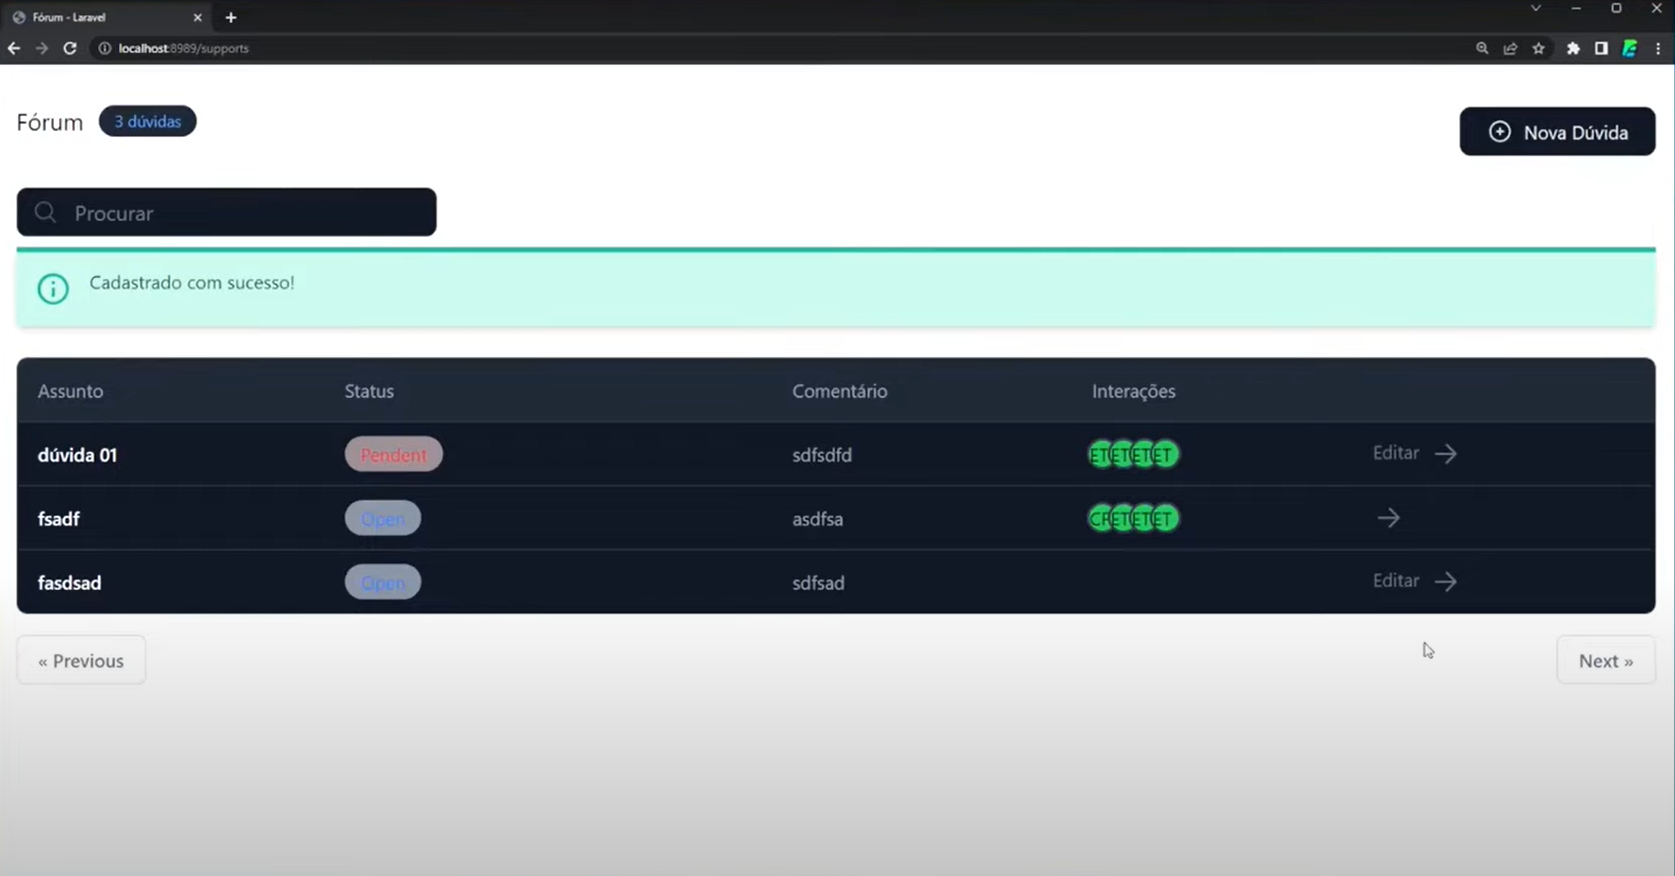 Fórum - Laravel
localhost:8989/supports
Fórum 3 dúvidas
Nova Dúvida
Procurar
Cadastrado com sucesso!
Assunto Status Comentário Interações
dúvida 01 Pendent sdfsdfd ET ET ET ET Editar
fsadf Open asdfsa CF ET ET ET
fasdsad Open sdfsad Editar
« Previous Next »